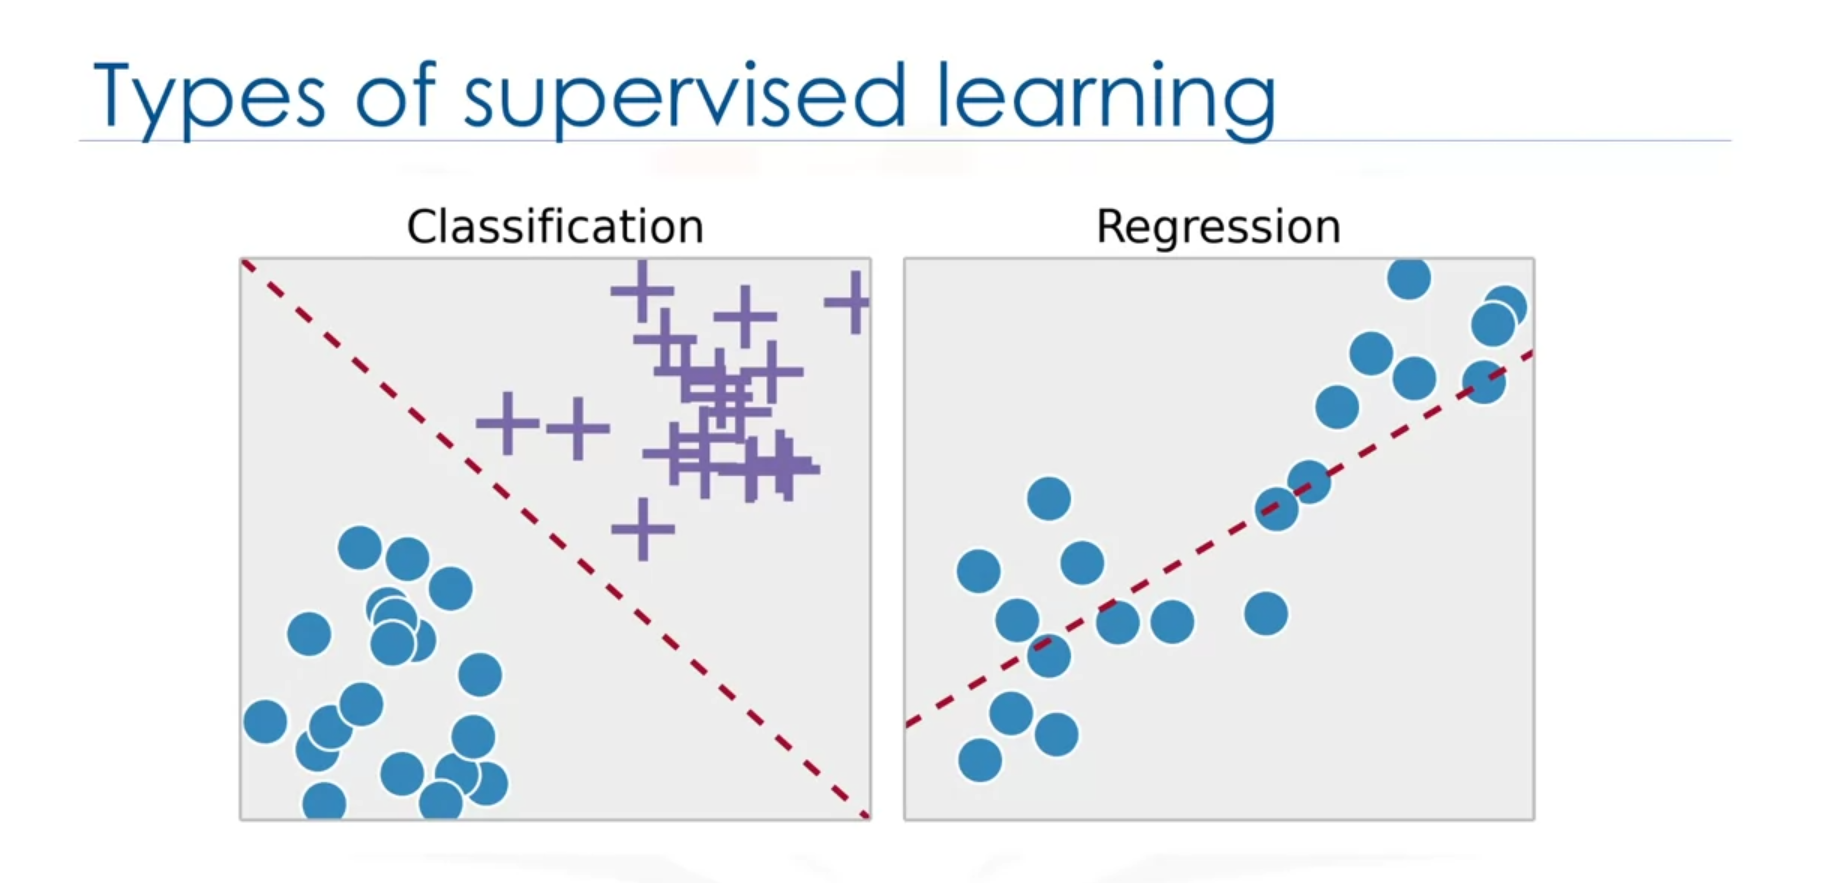 Types of supervised learning
Classification
Regression